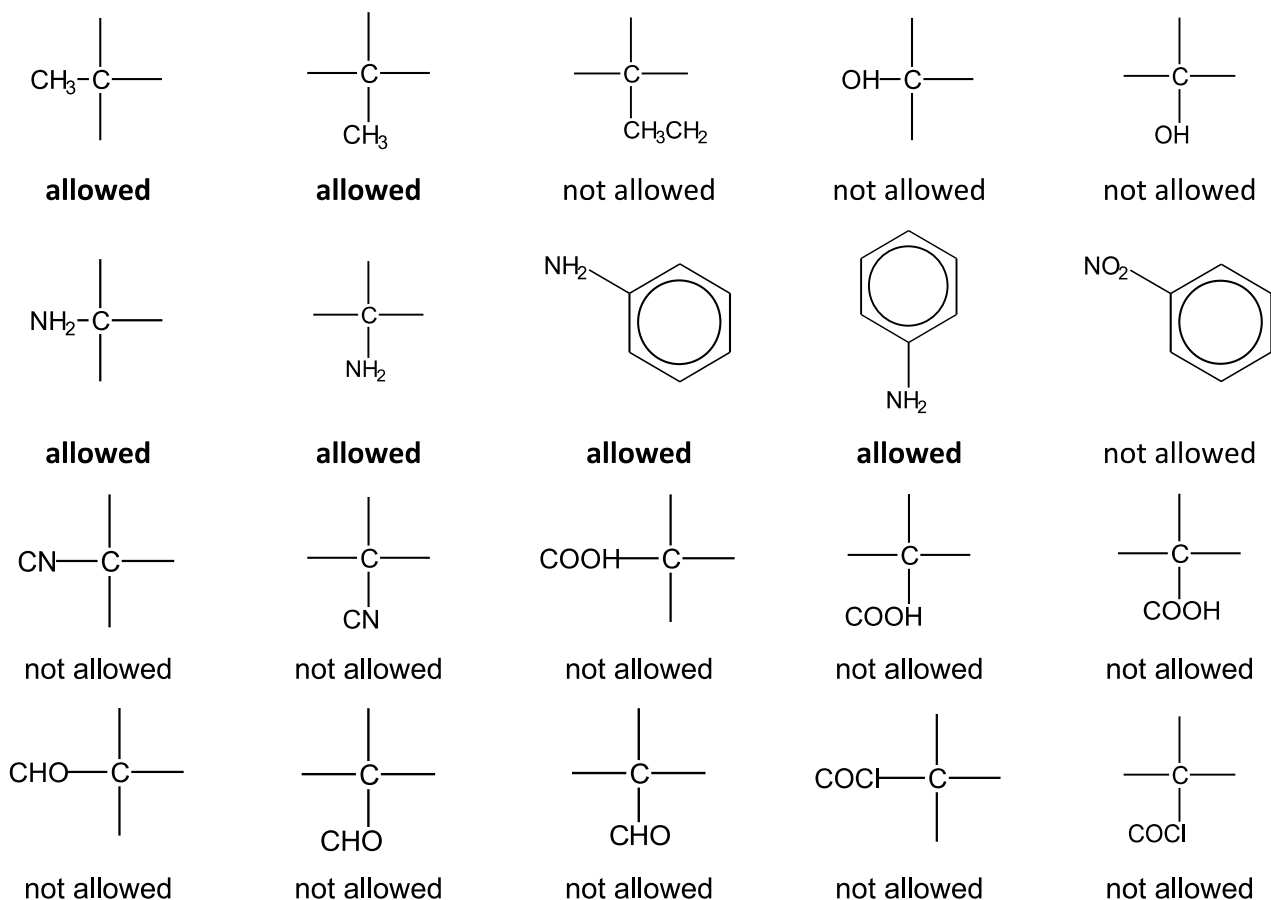 CH₃ C C C OH C C
CH₃ CH₃CH₂ OH
allowed allowed not allowed not allowed not allowed
NH₂ C C NH₂ NO₂
NH₂ NH₂
allowed allowed allowed allowed not allowed
CN C C COOH C C C
CN COOH COOH
not allowed not allowed not allowed not allowed not allowed
CHO C C C COCl C C
CHO CHO COCl
not allowed not allowed not allowed not allowed not allowed